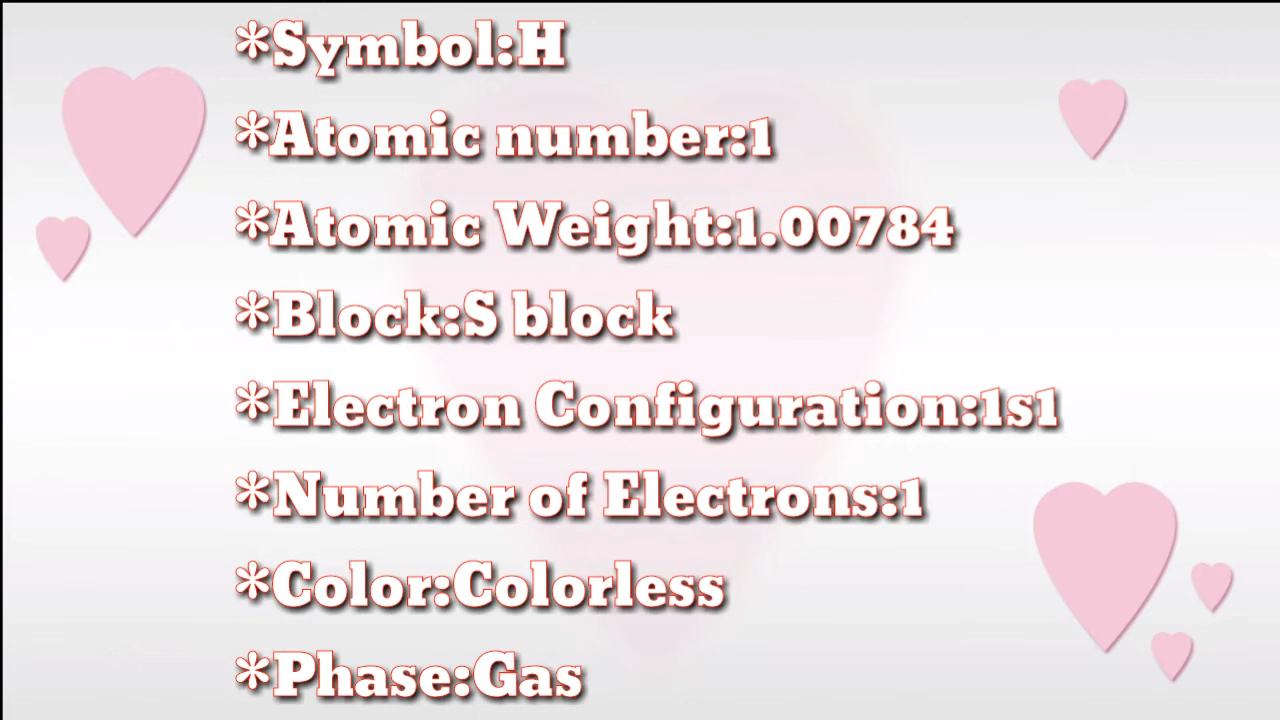 *Symbol:H
*Atomic number:1
*Atomic Weight:1.00784
*Block:S block
*Electron Configuration:1s1
*Number of Electrons:1
*Color:Colorless
*Phase:Gas